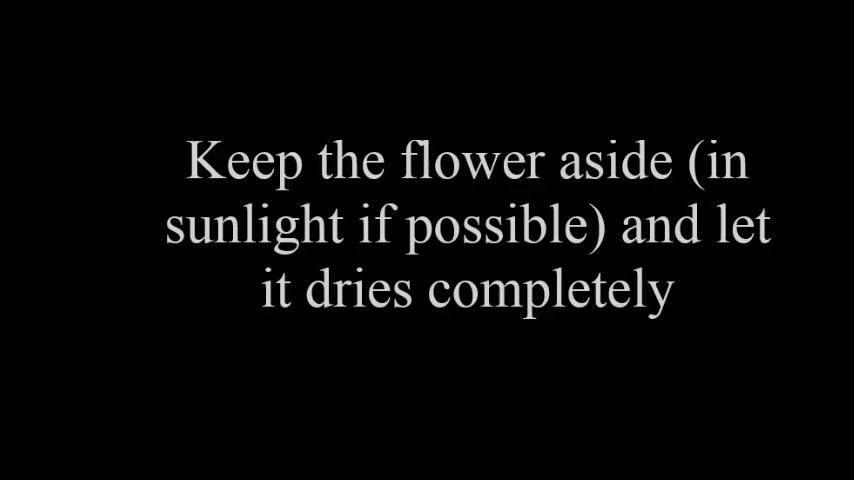 Keep the flower aside (in
sunlight if possible) and let
it dries completely